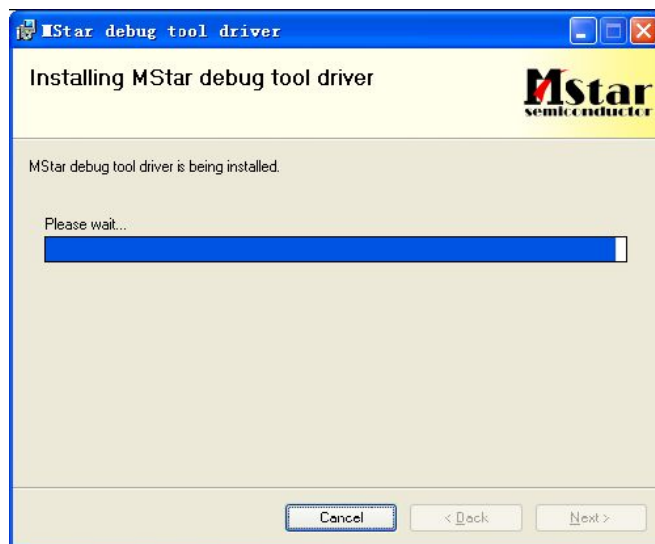 MStar debug tool driver
Installing MStar debug tool driver
Mstar
semiconductor
MStar debug tool driver is being installed.
Please wait...
Cancel
< Back
Next >